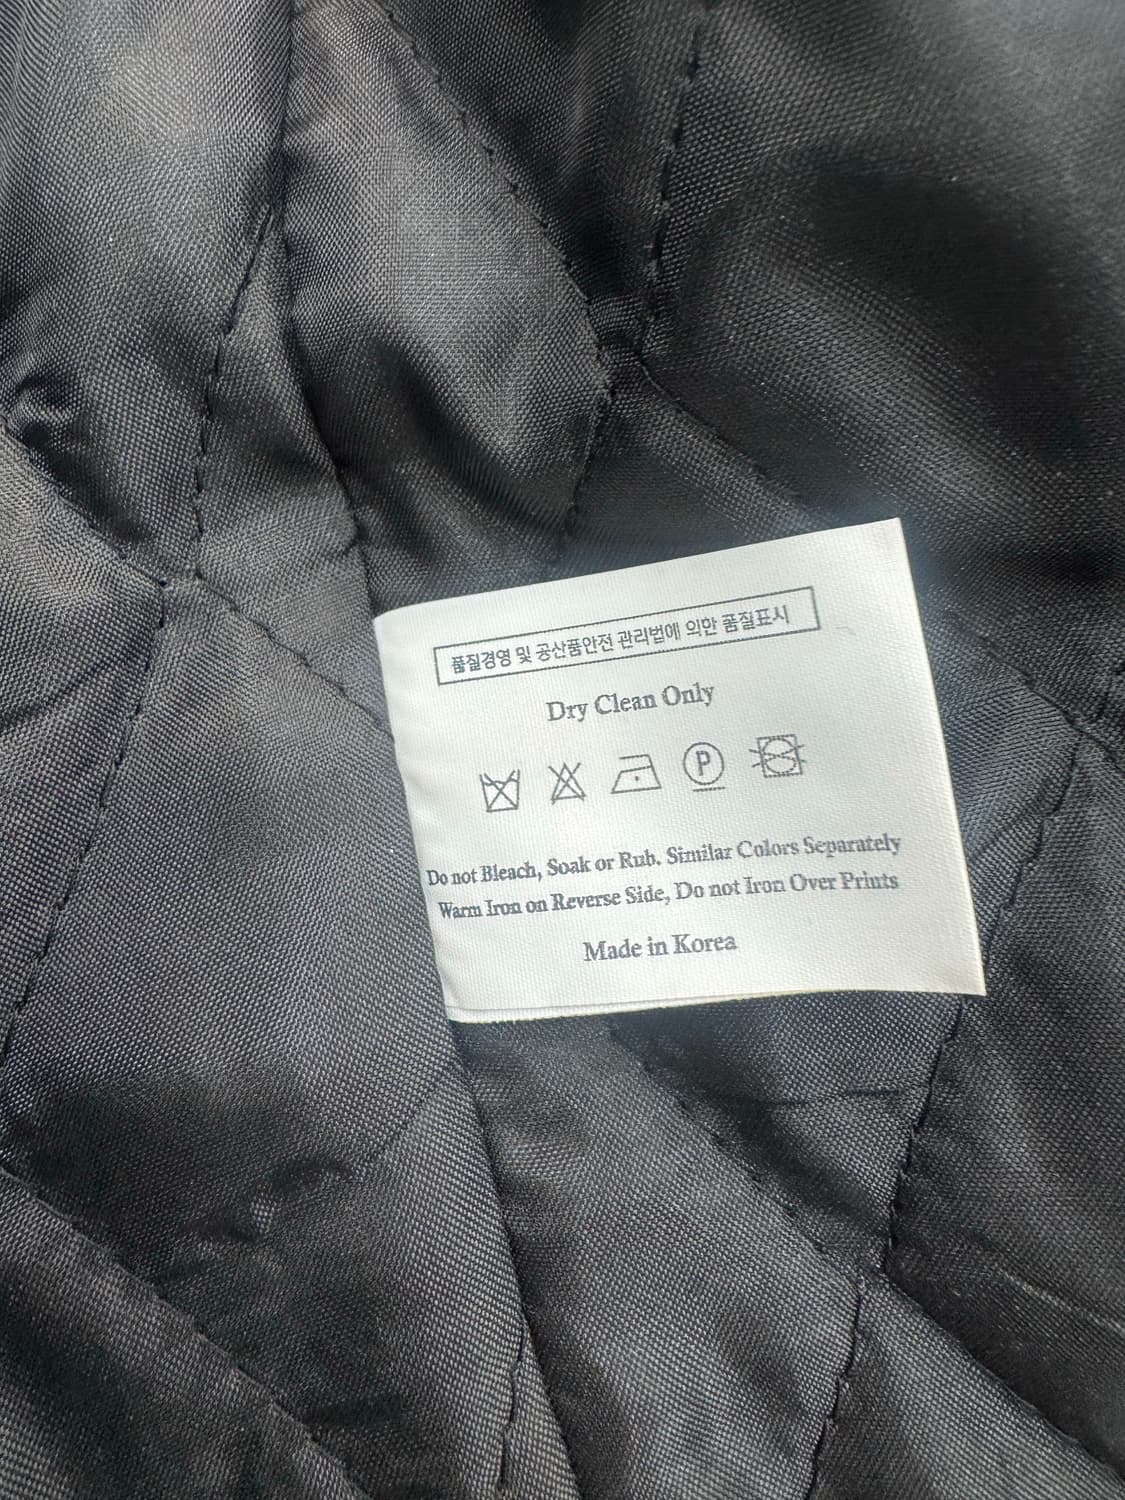 품질경영 및 공산품안전 관리법에 의한 품질표시
Dry Clean Only
P
Do not Bleach, Soak or Rub. Similar Colors Separately
Warm Iron on Reverse Side, Do not Iron Over Prints
Made in Korea